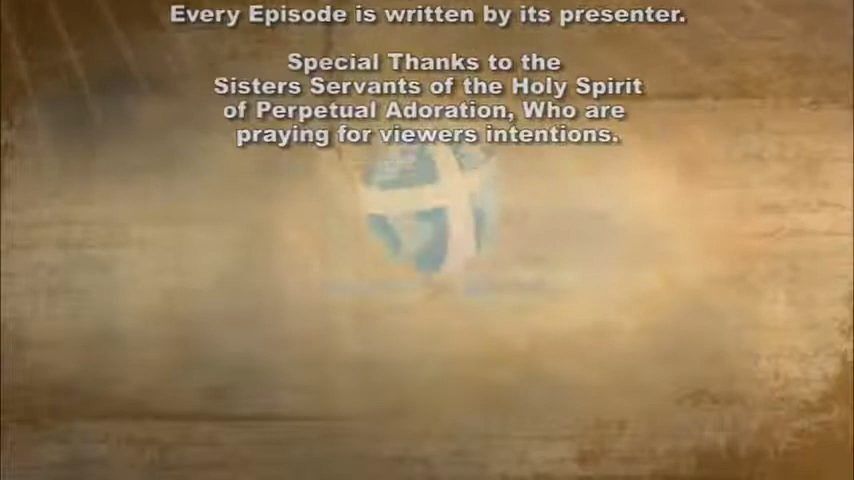 Every Episode is written by its presenter.
Special Thanks to the
Sisters Servants of the Holy Spirit
of Perpetual Adoration, Who are
praying for viewers intentions.